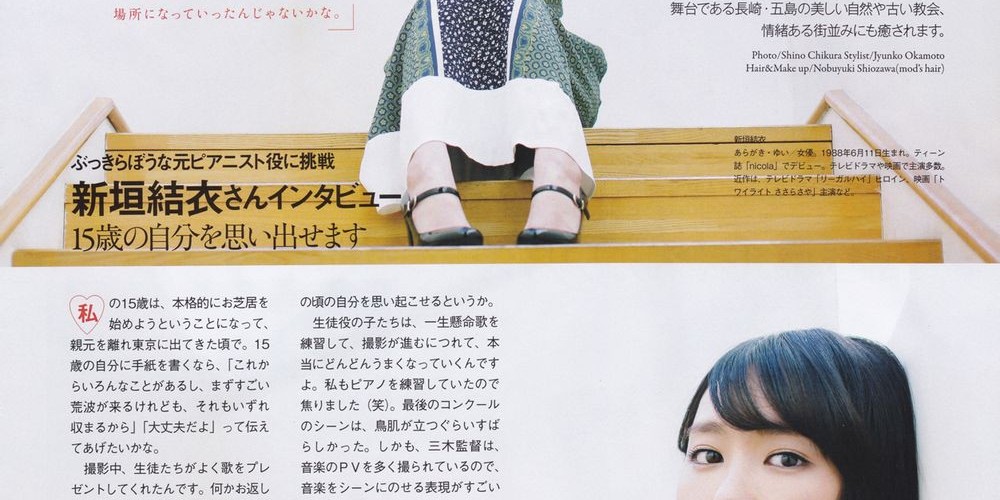 場所になっていったんじゃないかな。
舞台である長崎・五島の美しい自然や古い教会、
情緒ある街並みにも癒されます。
Photo/Shino Chikura Stylist/Jyunko Okamoto
Hair&Make up/Nobuyuki Shiozawa(mod's hair)
ぶっきらぼうな元ピアニスト役に挑戦
新垣結衣さんインタビュー
15歳の自分を思い出せます
新垣結衣
あらがき・ゆい／女優。1988年6月11日生まれ。ティーン
誌「nicola」でデビュー。テレビドラマや映画で主演多数。
近作は、テレビドラマ「リーガルハイ」ヒロイン、映画「ト
ワイライト ささらさや」主演など。
私の15歳は、本格的にお芝居を
始めようということになって、
親元を離れ東京に出てきた頃で。15
歳の自分に手紙を書くなら、「これか
らいろんなことがあるし、まずすごい
荒波が来るけれども、それもいずれ
収まるから」「大丈夫だよ」って伝え
てあげたいかな。
撮影中、生徒たちがよく歌をプレ
ゼントしてくれたんです。何かお返し
の頃の自分を思い起こせるというか。
生徒役の子たちは、一生懸命歌を
練習して、撮影が進むにつれて、本
当にどんどんうまくなっていくんです
よ。私もピアノを練習していたので
焦りました（笑）。最後のコンクール
のシーンは、鳥肌が立つぐらいすば
らしかった。しかも、三木監督は、
音楽のPVを多く撮られているので、
音楽をシーンにのせる表現がすごい